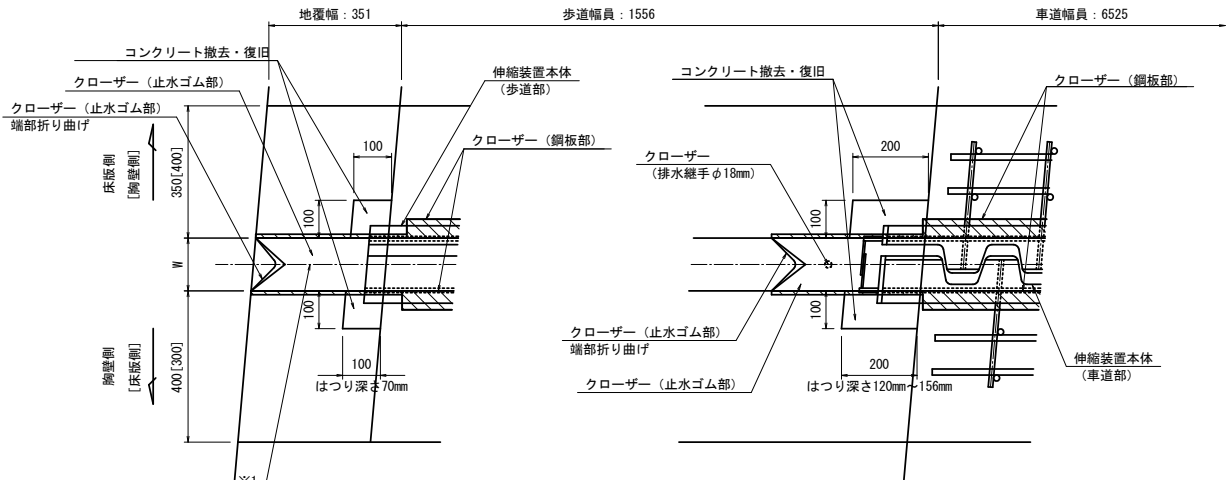 地覆幅：351
歩道幅員：1556
車道幅員：6525
コンクリート撤去・復旧
クローザー（止水ゴム部）
クローザー（止水ゴム部）
端部折り曲げ
伸縮装置本体
（歩道部）
クローザー（鋼板部）
コンクリート撤去・復旧
クローザー（鋼板部）
クローザー
（排水継手φ18mm）
床版側
[胸壁側]
350[400]
W
胸壁側
[床版側]
400[300]
100
100
100
100
はつり深さ70mm
※1
200
100
100
200
はつり深さ120mm～156mm
クローザー（止水ゴム部）
端部折り曲げ
クローザー（止水ゴム部）
伸縮装置本体
（車道部）